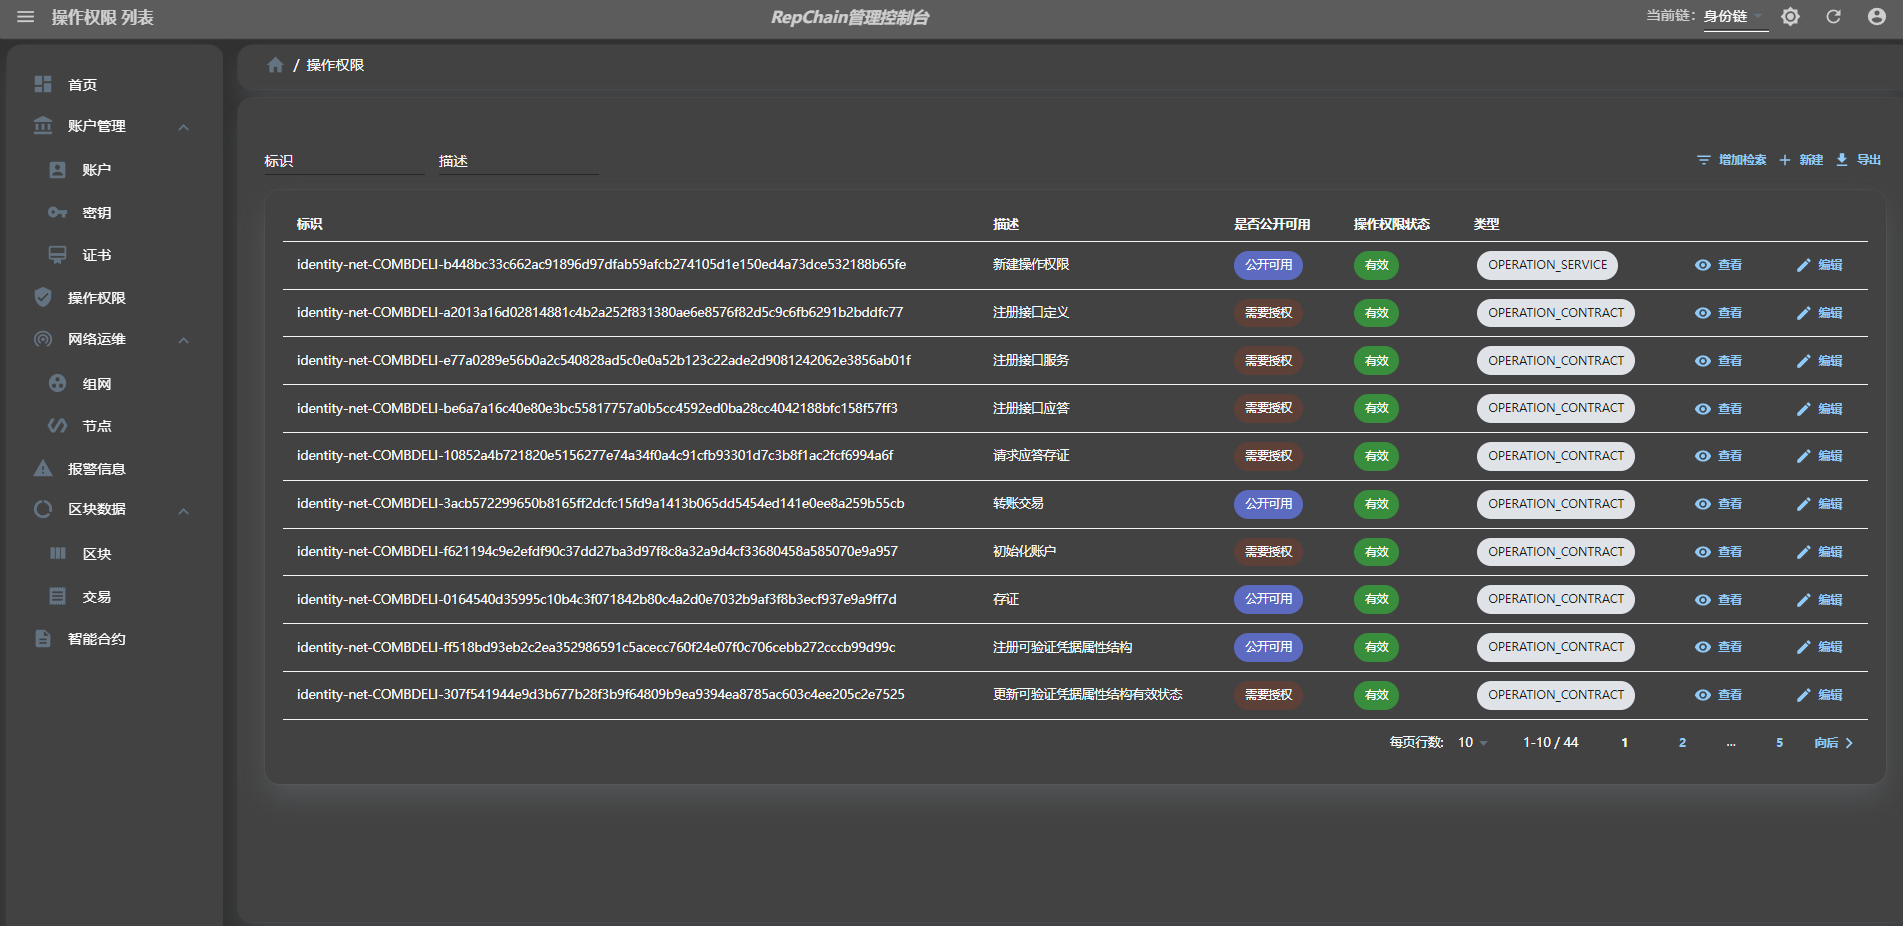 操作权限 列表
RepChain管理控制台
当前链: 身份链
首页
账户管理
账户
密钥
证书
操作权限
网络运维
组网
节点
报警信息
区块数据
区块
交易
智能合约
/ 操作权限
标识 描述
增加检索 新建 导出
标识 描述 是否公开可用 操作权限状态 类型
identity-net-COMBDELI-b448bc33c662ac91896d97dfab59afcb274105d1e150ed4a73dce532188b65fe 新建操作权限 公开可用 有效 OPERATION_SERVICE 查看 编辑
identity-net-COMBDELI-a2013a16d02814881c4b2a252f831380ae6e8576f82d5c9c6fb6291b2bddfc77 注册接口定义 需要授权 有效 OPERATION_CONTRACT 查看 编辑
identity-net-COMBDELI-e77a0289e56b0a2c540828ad5c0e0a52b123c22ade2d9081242062e3856ab01f 注册接口服务 需要授权 有效 OPERATION_CONTRACT 查看 编辑
identity-net-COMBDELI-be6a7a16c40e80e3bc55817757a0b5cc4592ed0ba28cc4042188bfc158f57ff3 注册接口应答 需要授权 有效 OPERATION_CONTRACT 查看 编辑
identity-net-COMBDELI-10852a4b721820e5156277e74a34f0a4c91cfb93301d7c3b8f1ac2fcf6994a6f 请求应答存证 需要授权 有效 OPERATION_CONTRACT 查看 编辑
identity-net-COMBDELI-3acb572299650b8165ff2dcfc15fd9a1413b065dd5454ed141e0ee8a259b55cb 转账交易 公开可用 有效 OPERATION_CONTRACT 查看 编辑
identity-net-COMBDELI-f621194c9e2efdf90c37dd27ba3d97f8c8a32a9d4cf33680458a585070e9a957 初始化账户 需要授权 有效 OPERATION_CONTRACT 查看 编辑
identity-net-COMBDELI-0164540d35995c10b4c3f071842b80c4a2d0e7032b9af3f8b3ecf937e9a9ff7d 存证 公开可用 有效 OPERATION_CONTRACT 查看 编辑
identity-net-COMBDELI-ff518bd93eb2c2ea352986591c5acecc760f24e07f0c706cebb272cccb99d99c 注册可验证凭据属性结构 公开可用 有效 OPERATION_CONTRACT 查看 编辑
identity-net-COMBDELI-307f541944e9d3b677b28f3b9f64809b9ea9394ea8785ac603c4ee205c2e7525 更新可验证凭据属性结构有效状态 需要授权 有效 OPERATION_CONTRACT 查看 编辑
每页行数: 10 1-10 / 44 1 2 ... 5 向后